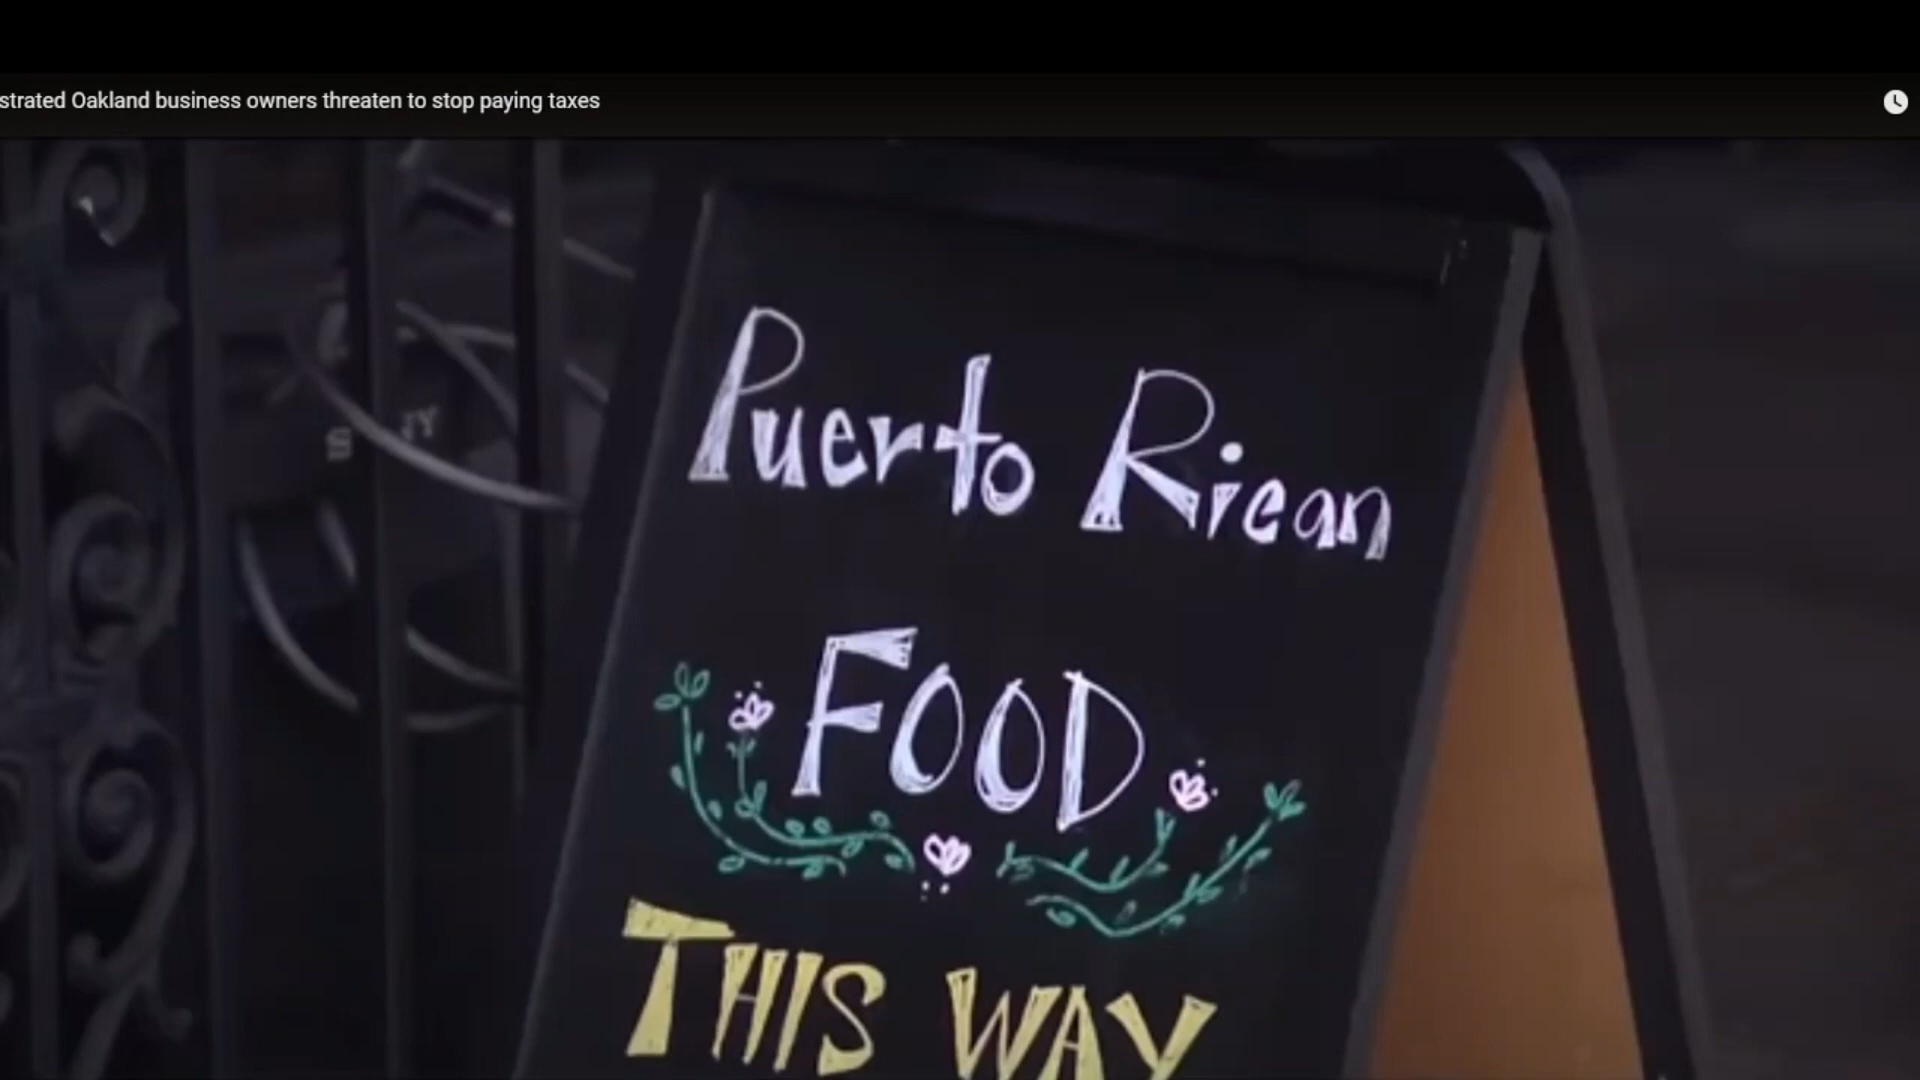 strated Oakland business owners threaten to stop paying taxes
Puerto Rican
FOOD
THIS WAY